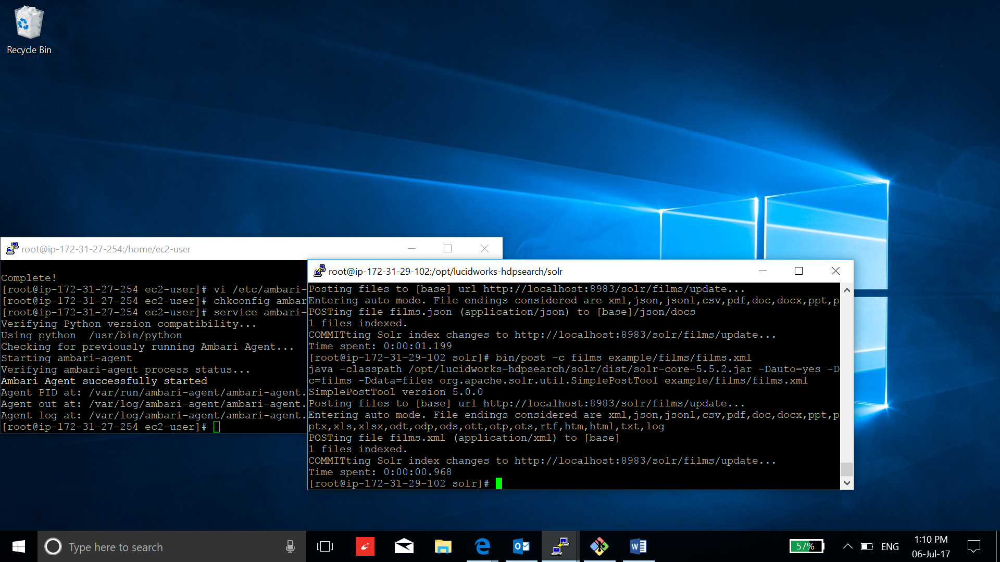 Recycle Bin
root@ip-172-31-27-254:/home/ec2-user
Complete!
[root@ip-172-31-27-254 ec2-user]# vi /etc/ambari-
[root@ip-172-31-27-254 ec2-user]# chkconfig ambar
[root@ip-172-31-27-254 ec2-user]# service ambari-
Verifying Python version compatibility...
Using python  /usr/bin/python
Checking for previously running Ambari Agent...
Starting ambari-agent
Verifying ambari-agent process status...
Ambari Agent successfully started
Agent PID at: /var/run/ambari-agent/ambari-agent.
Agent out at: /var/log/ambari-agent/ambari-agent.
Agent log at: /var/log/ambari-agent/ambari-agent.
[root@ip-172-31-27-254 ec2-user]#
root@ip-172-31-29-102:/opt/lucidworks-hdpsearch/solr
Posting files to [base] url http://localhost:8983/solr/films/update...
Entering auto mode. File endings considered are xml,json,jsonl,csv,pdf,doc,docx,ppt,p
POSTing file films.json (application/json) to [base]/json/docs
1 files indexed.
COMMITting Solr index changes to http://localhost:8983/solr/films/update...
Time spent: 0:00:01.199
[root@ip-172-31-29-102 solr]# bin/post -c films example/films/films.xml
java -classpath /opt/lucidworks-hdpsearch/solr/dist/solr-core-5.5.2.jar -Dauto=yes -D
c=films -Ddata=files org.apache.solr.util.SimplePostTool example/films/films.xml
SimplePostTool version 5.0.0
Posting files to [base] url http://localhost:8983/solr/films/update...
Entering auto mode. File endings considered are xml,json,jsonl,csv,pdf,doc,docx,ppt,p
ptx,xls,xlsx,odt,odp,ods,ott,otp,ots,rtf,htm,html,txt,log
POSTing file films.xml (application/xml) to [base]
1 files indexed.
COMMITting Solr index changes to http://localhost:8983/solr/films/update...
Time spent: 0:00:00.968
[root@ip-172-31-29-102 solr]#
Type here to search
57%
ENG
1:10 PM
06-Jul-17